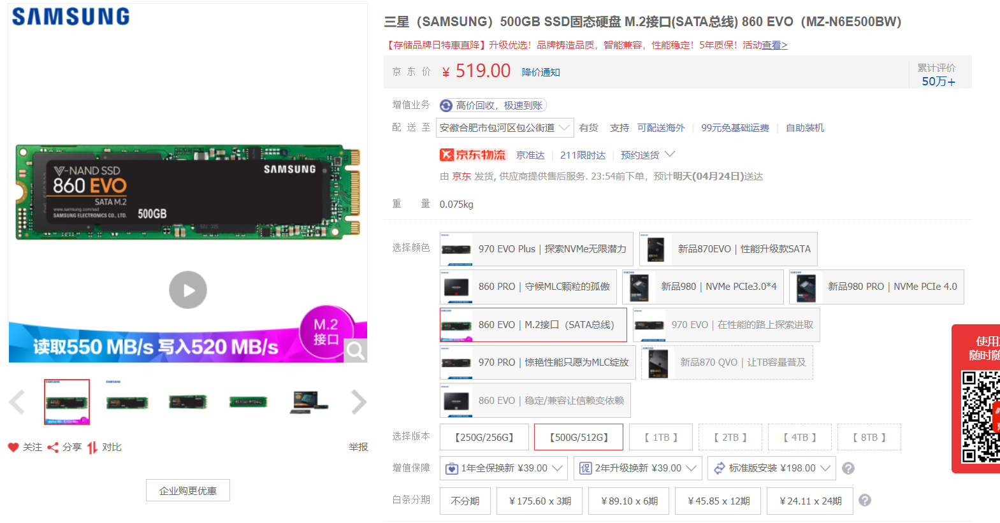 SAMSUNG
三星（SAMSUNG）500GB SSD固态硬盘 M.2接口(SATA总线) 860 EVO（MZ-N6E500BW）
【存储品牌日特惠直降】升级优选！品牌铸造品质，智能兼容，性能稳定！5年质保！活动查看>
京 东 价 ￥ 519.00 降价通知
累计评价
50万+
增值业务 高价回收，极速到账
配 送 至 安徽合肥市包河区包公街道 有货 支持 可配送海外 | 99元免基础运费 | 自助装机
京东物流 京准达 | 211限时达 | 预约送货
由 京东 发货, 供应商提供售后服务. 23:54前下单，预计明天(04月24日)送达
重 量 0.075kg
V-NAND SSD
860 EVO
SATA M.2
www.samsung.com/ssd
SAMSUNG ELECTRONICS CO., LTD.
500GB
SAMSUNG
M.2
接口
读取550 MB/s 写入520 MB/s
选择颜色 970 EVO Plus｜探索NVMe无限潜力 新品870EVO｜性能升级款SATA
860 PRO｜守候MLC颗粒的孤傲 新品980｜NVMe PCIe3.0*4 新品980 PRO｜NVMe PCIe 4.0
860 EVO｜M.2接口（SATA总线） 970 EVO｜在性能的路上探索进取
970 PRO｜惊艳性能只愿为MLC绽放 新品870 QVO｜让TB容量普及
860 EVO｜稳定/兼容让信赖变依赖
选择版本 【250G/256G】 【500G/512G】 【 1TB 】 【 2TB 】 【 4TB 】 【 8TB 】
增值保障 1年全保换新 ¥39.00 促 2年升级换新 ¥39.00 标准版安装 ¥198.00 ?
白条分期 不分期 ￥175.60 x 3期 ￥89.10 x 6期 ￥45.85 x 12期 ￥24.11 x 24期 ?
关注 分享 对比 举报
企业购更优惠
使用
随时随